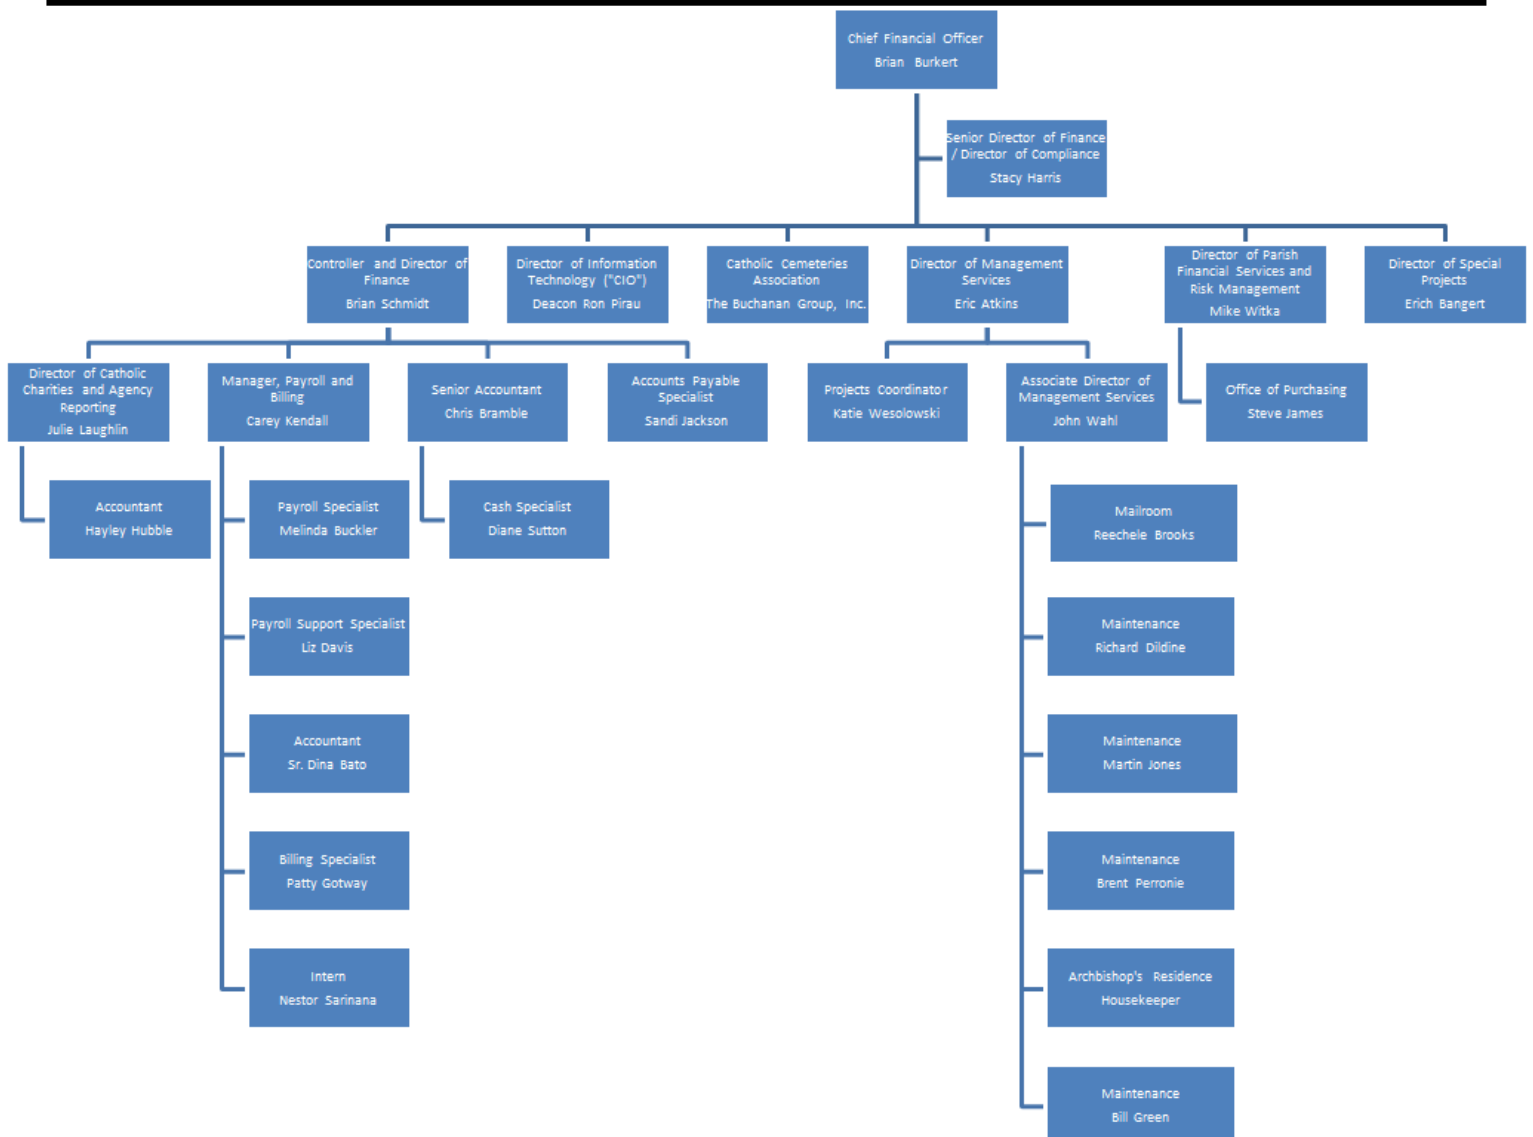 Chief Financial Officer
Brian Burkert
Senior Director of Finance
/ Director of Compliance
Stacy Harris
Controller and Director of
Finance
Brian Schmidt
Director of Information
Technology ("CIO")
Deacon Ron Pirau
Catholic Cemeteries
Association
The Buchanan Group, Inc.
Director of Management
Services
Eric Atkins
Director of Parish
Financial Services and
Risk Management
Mike Witka
Director of Special
Projects
Erich Bangert
Director of Catholic
Charities and Agency
Reporting
Julie Laughlin
Manager, Payroll and
Billing
Carey Kendall
Senior Accountant
Chris Bramble
Accounts Payable
Specialist
Sandi Jackson
Projects Coordinator
Katie Wesolowski
Associate Director of
Management Services
John Wahl
Office of Purchasing
Steve James
Accountant
Hayley Hubble
Payroll Specialist
Melinda Buckler
Cash Specialist
Diane Sutton
Mailroom
Reechele Brooks
Payroll Support Specialist
Liz Davis
Maintenance
Richard Dildine
Accountant
Sr. Dina Bato
Maintenance
Martin Jones
Billing Specialist
Patty Gotway
Maintenance
Brent Perronie
Intern
Nestor Sarinana
Archbishop's Residence
Housekeeper
Maintenance
Bill Green